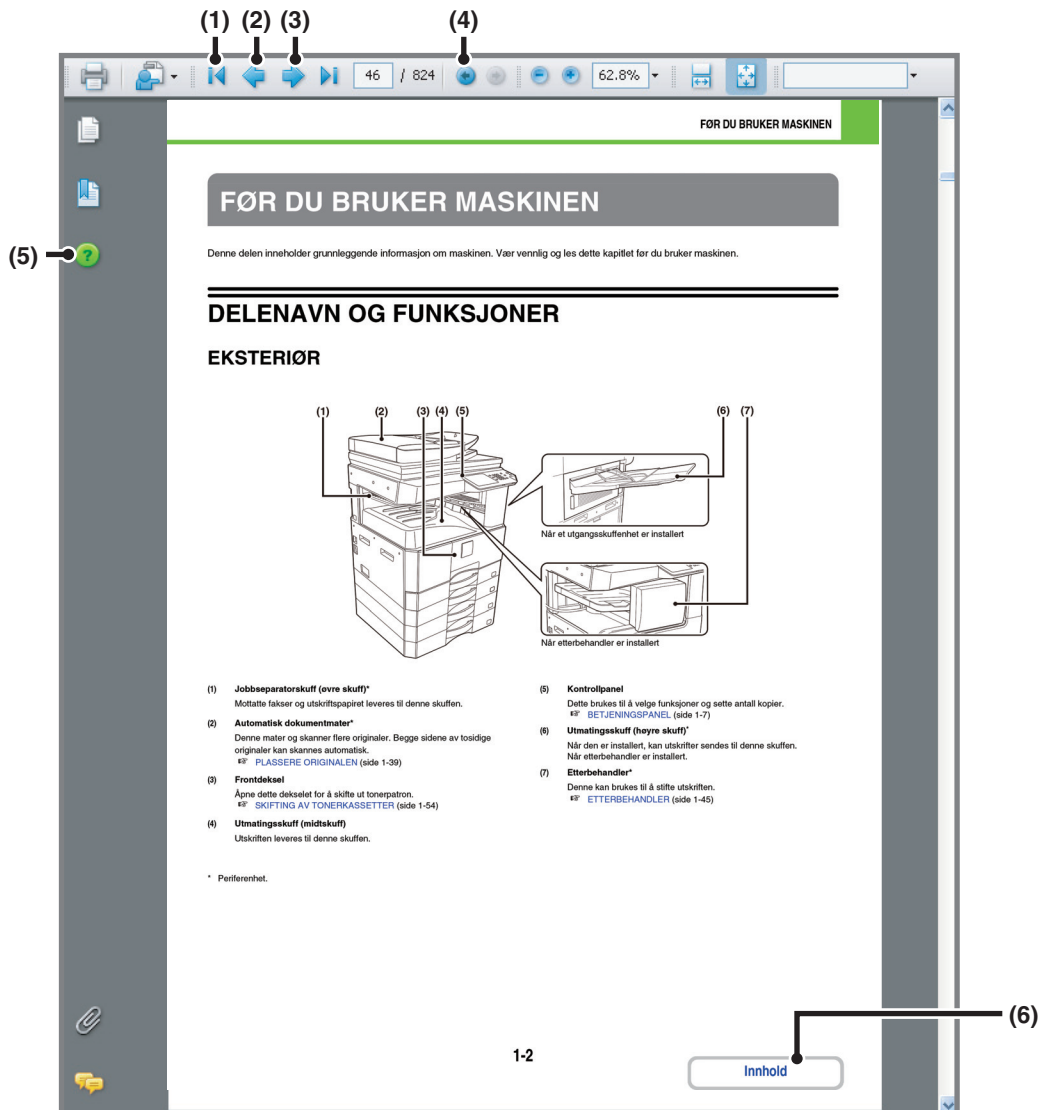 (1) (2) (3) (4)
46 / 824 62.8%
FØR DU BRUKER MASKINEN
FØR DU BRUKER MASKINEN
(5)
?
Denne delen inneholder grunnleggende informasjon om maskinen. Vær vennlig og les dette kapitlet før du bruker maskinen.
DELENAVN OG FUNKSJONER
EKSTERIØR
(1) (2) (3) (4) (5) (6) (7)
Når et utgangsskuffenhet er installert
Når etterbehandler er installert
(1) Jobbseparatorskuff (øvre skuff)*
Mottatte fakser og utskriftspapiret leveres til denne skuffen.
(2) Automatisk dokumentmater*
Denne mater og skanner flere originaler. Begge sidene av tosidige
originaler kan skannes automatisk.
☞ PLASSERE ORIGINALEN (side 1-39)
(3) Frontdeksel
Åpne dette dekselet for å skifte ut tonerpatron.
☞ SKIFTING AV TONERKASSETTER (side 1-54)
(4) Utmatingsskuff (midtskuff)
Utskriften leveres til denne skuffen.
(5) Kontrollpanel
Dette brukes til å velge funksjoner og sette antall kopier.
☞ BETJENINGSPANEL (side 1-7)
(6) Utmatingsskuff (høyre skuff)*
Når den er installert, kan utskrifter sendes til denne skuffen.
Når etterbehandler er installert.
(7) Etterbehandler*
Denne kan brukes til å stifte utskriften.
☞ ETTERBEHANDLER (side 1-45)
* Periferenhet.
(6)
1-2
Innhold